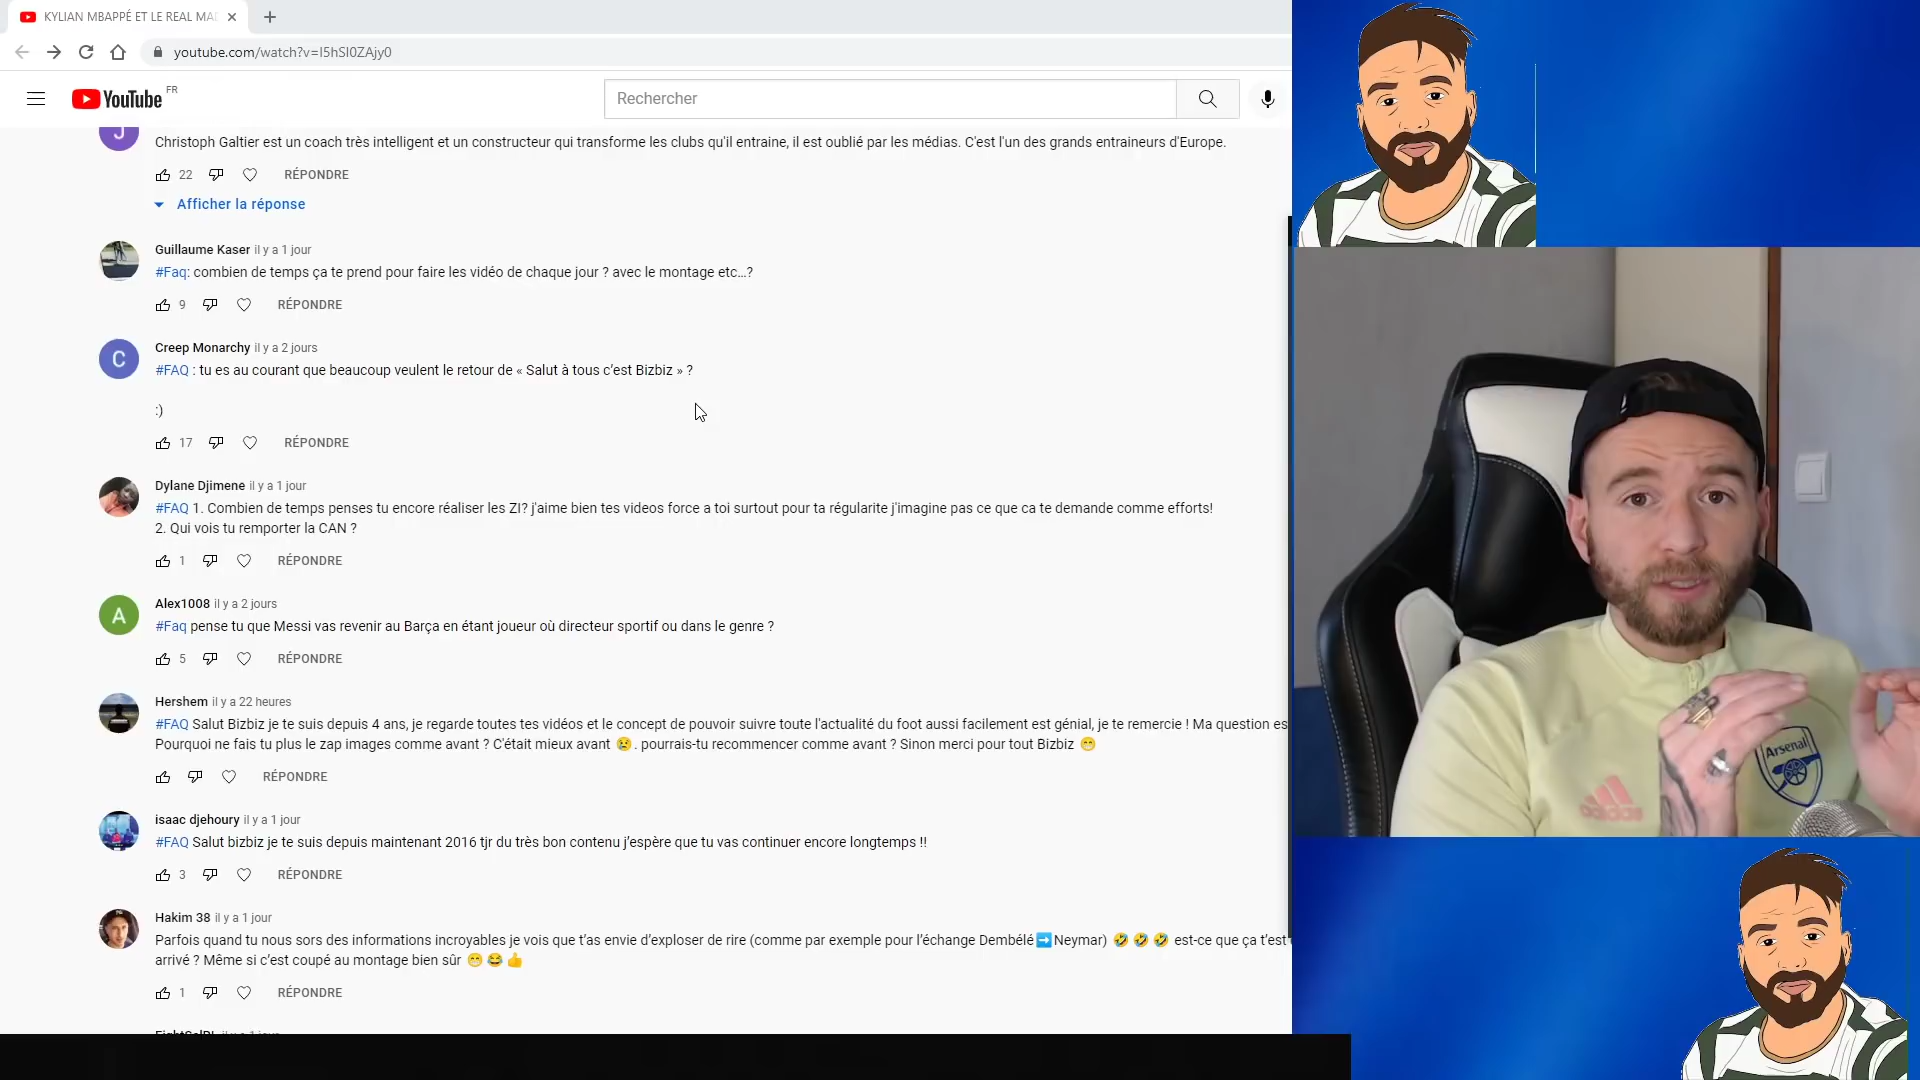 KYLIAN MBAPPÉ ET LE REAL MA
youtube.com/watch?v=I5hSI0ZAjy0
YouTube FR
Rechercher
J
Christoph Galtier est un coach très intelligent et un constructeur qui transforme les clubs qu'il entraine, il est oublié par les médias. C'est l'un des grands entraineurs d'Europe.
22 RÉPONDRE
Afficher la réponse
Guillaume Kaser il y a 1 jour
#Faq: combien de temps ça te prend pour faire les vidéo de chaque jour ? avec le montage etc…?
9 RÉPONDRE
C
Creep Monarchy il y a 2 jours
#FAQ : tu es au courant que beaucoup veulent le retour de « Salut à tous c’est Bizbiz » ?
:)
17 RÉPONDRE
Dylane Djimene il y a 1 jour
#FAQ 1. Combien de temps penses tu encore réaliser les ZI? j'aime bien tes videos force a toi surtout pour ta régularite j'imagine pas ce que ca te demande comme efforts!
2. Qui vois tu remporter la CAN ?
1 RÉPONDRE
A
Alex1008 il y a 2 jours
#Faq pense tu que Messi vas revenir au Barça en étant joueur où directeur sportif ou dans le genre ?
5 RÉPONDRE
Hershem il y a 22 heures
#FAQ Salut Bizbiz je te suis depuis 4 ans, je regarde toutes tes vidéos et le concept de pouvoir suivre toute l'actualité du foot aussi facilement est génial, je te remercie ! Ma question es
Pourquoi ne fais tu plus le zap images comme avant ? C'était mieux avant 😢 . pourrais-tu recommencer comme avant ? Sinon merci pour tout Bizbiz 😁
RÉPONDRE
isaac djehoury il y a 1 jour
#FAQ Salut bizbiz je te suis depuis maintenant 2016 tjr du très bon contenu j’espère que tu vas continuer encore longtemps !!
3 RÉPONDRE
Hakim 38 il y a 1 jour
Parfois quand tu nous sors des informations incroyables je vois que t’as envie d’exploser de rire (comme par exemple pour l’échange Dembélé➡️Neymar) 🤣 🤣 🤣 est-ce que ça t’est
arrivé ? Même si c’est coupé au montage bien sûr 😁 😂 👍
1 RÉPONDRE
Arsenal